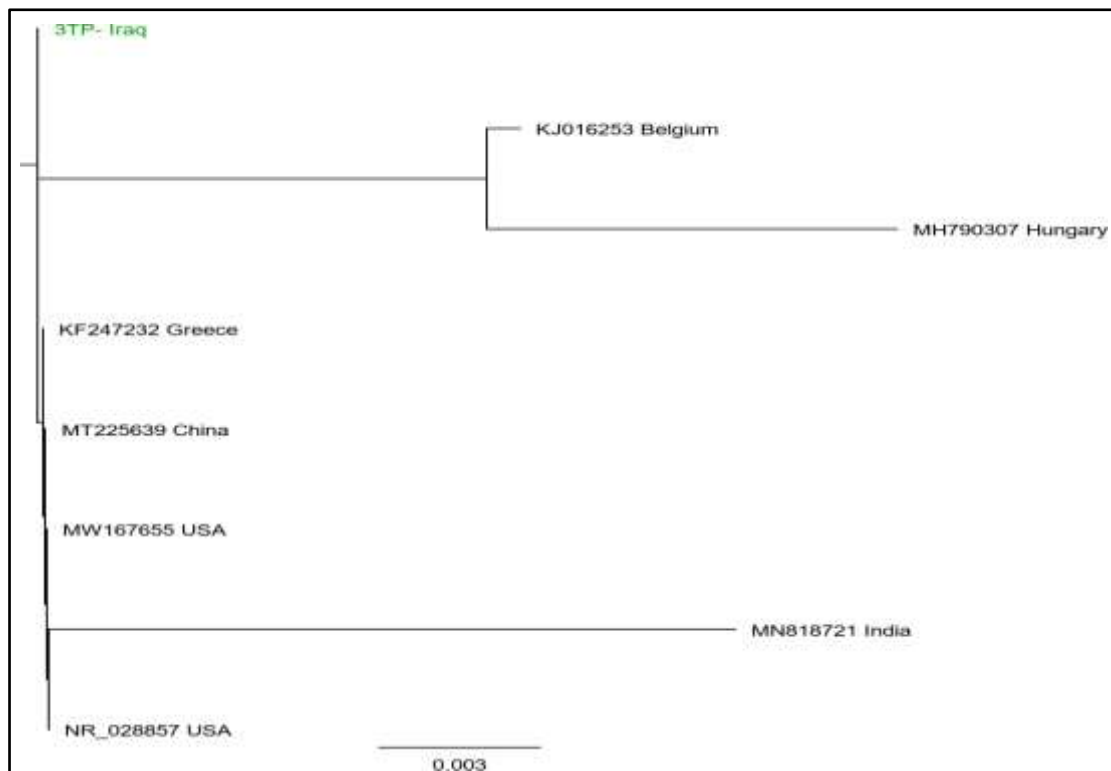 3TP- Iraq
KJ016253 Belgium
MH790307 Hungary
KF247232 Greece
MT225639 China
MW167655 USA
MN818721 India
NR_028857 USA
0.003